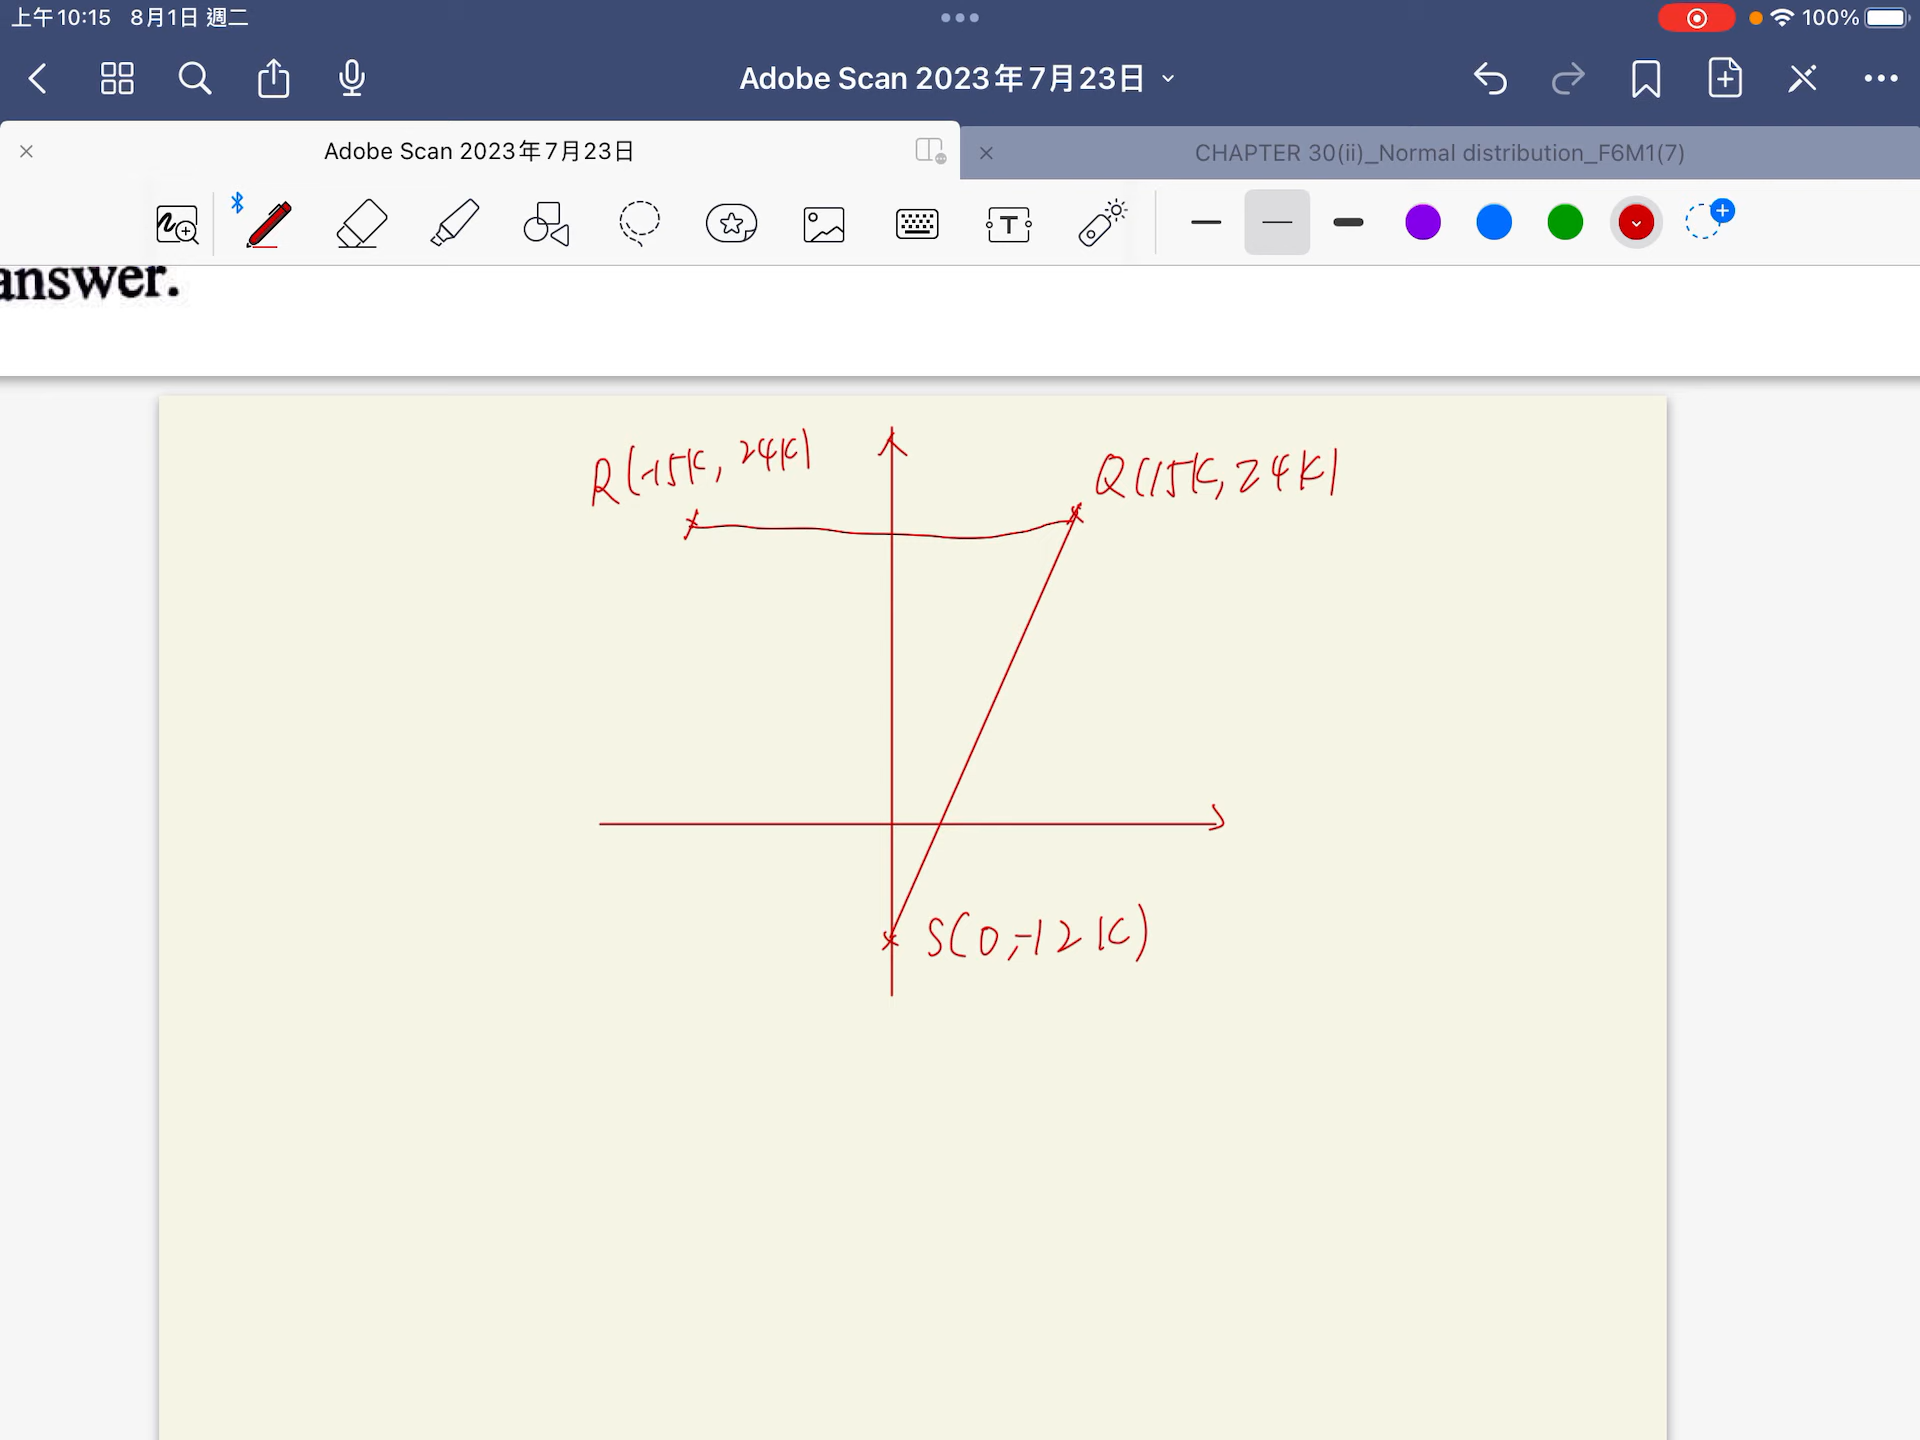 上午10:15 8月1日 週二
100%
Adobe Scan 2023年7月23日
Adobe Scan 2023年7月23日
CHAPTER 30(ii)_Normal distribution_F6M1(7)
T
answer.
R(-15K, 24K)
Q(15K, 24K)
S(0,-12K)